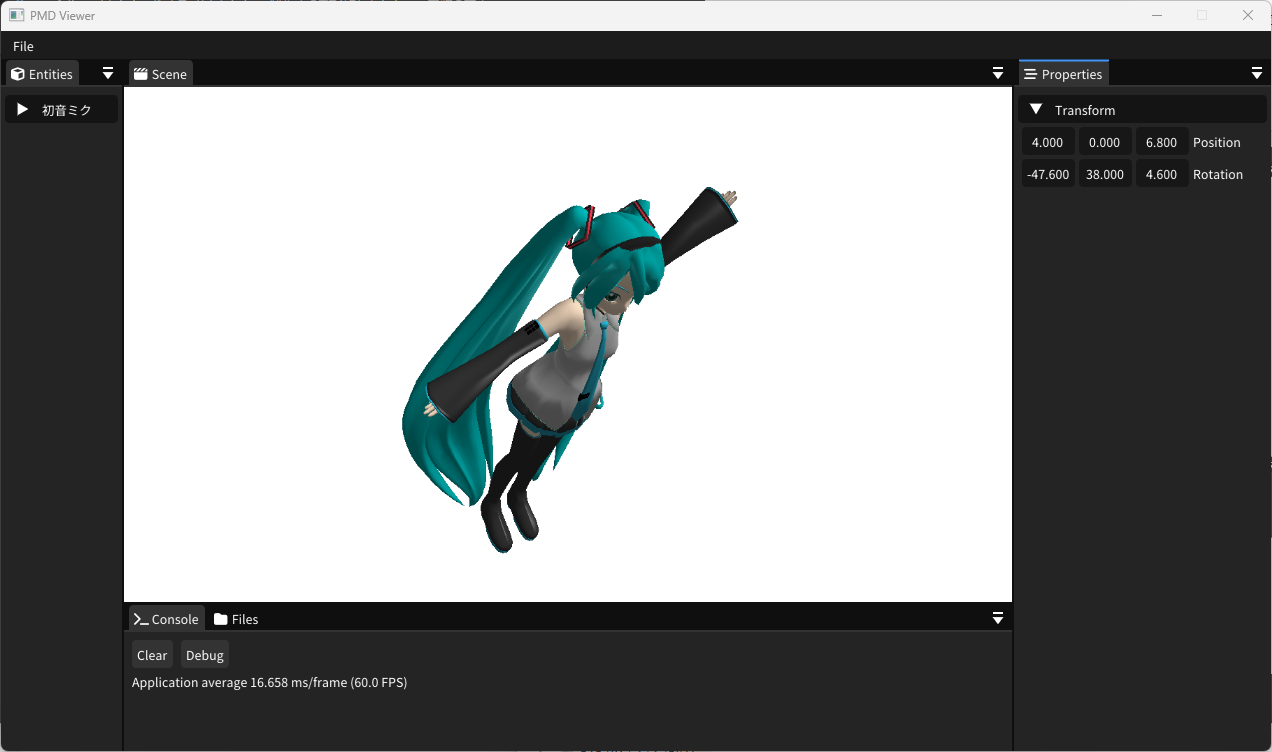 PMD Viewer
File
Entities
Scene
Properties
初音ミク
Transform
4.000 0.000 6.800 Position
-47.600 38.000 4.600 Rotation
Console Files
Clear Debug
Application average 16.658 ms/frame (60.0 FPS)